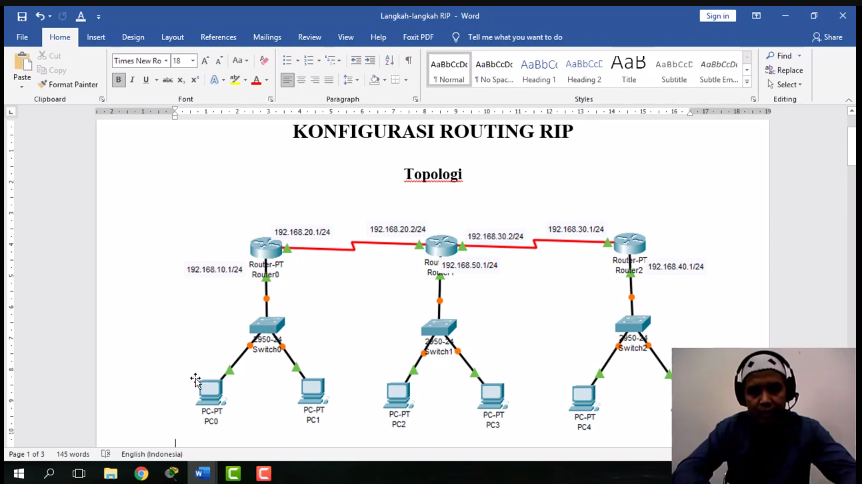 Langkah-langkah RIP - Word
Sign in
File Home Insert Design Layout References Mailings Review View Help Foxit PDF Tell me what you want to do Share
Paste
Cut
Copy
Format Painter
Clipboard
Times New Ro 18
Font
Paragraph
AaBbCcDc AaBbCcDc AaBbCc AaBbCcC AaBb AaBbCcC AaBbCcDc
¶ Normal ¶ No Spac... Heading 1 Heading 2 Title Subtitle Subtle Em...
Styles
Find
Replace
Select
Editing
KONFIGURASI ROUTING RIP
Topologi
192.168.20.1/24
192.168.20.2/24
192.168.30.2/24
192.168.30.1/24
Router-PT
Router0
192.168.10.1/24
192.168.50.1/24
Router-PT
Router2
192.168.40.1/24
2950-24
Switch0
2950-24
Switch1
2950-24
Switch2
PC-PT
PC0
PC-PT
PC1
PC-PT
PC2
PC-PT
PC3
PC-PT
PC4
Page 1 of 3 145 words English (Indonesia)